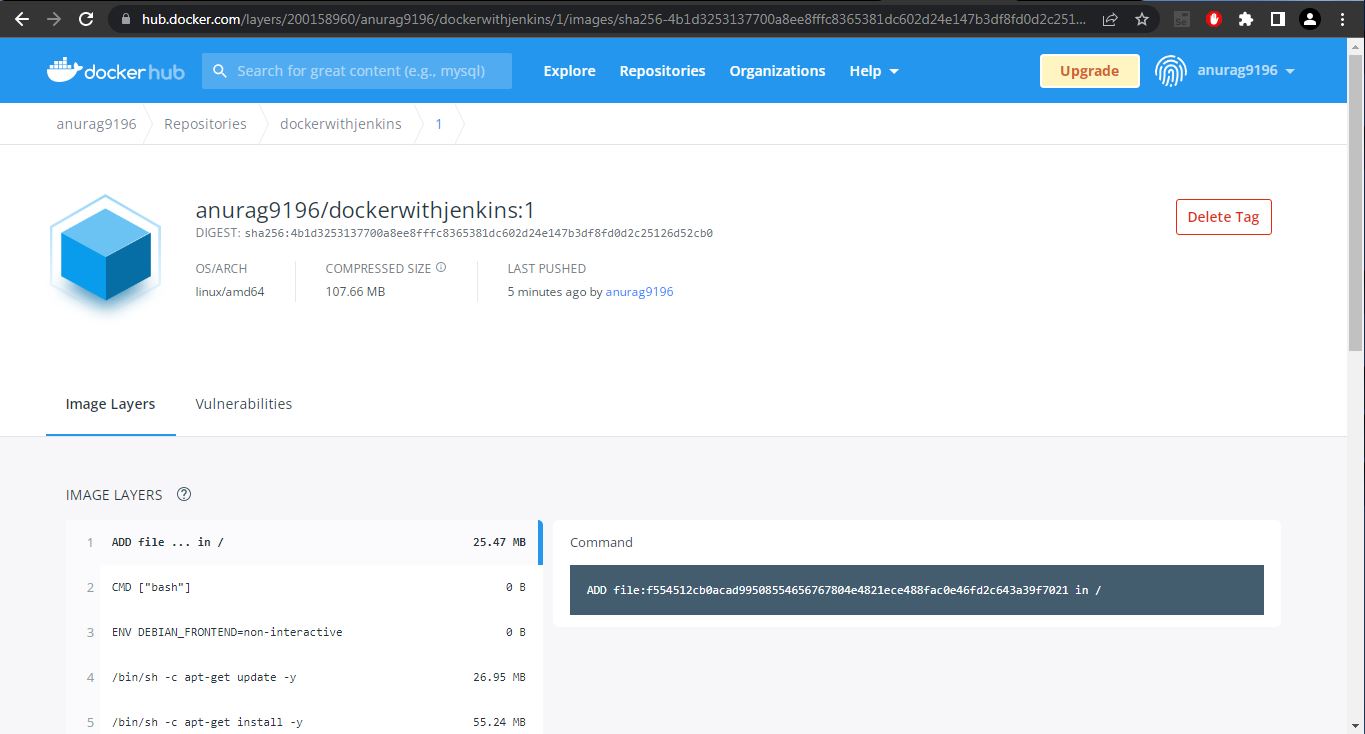 hub.docker.com/layers/200158960/anurag9196/dockerwithjenkins/1/images/sha256-4b1d3253137700a8ee8fffc8365381dc602d24e147b3df8fd0d2c251...
docker hub
Search for great content (e.g., mysql)
Explore
Repositories
Organizations
Help
Upgrade
anurag9196
anurag9196
Repositories
dockerwithjenkins
1
anurag9196/dockerwithjenkins:1
DIGEST: sha256:4b1d3253137700a8ee8fffc8365381dc602d24e147b3df8fd0d2c25126d52cb0
Delete Tag
OS/ARCH
linux/amd64
COMPRESSED SIZE
107.66 MB
LAST PUSHED
5 minutes ago by anurag9196
Image Layers
Vulnerabilities
IMAGE LAYERS
1 ADD file ... in / 25.47 MB
2 CMD ["bash"] 0 B
3 ENV DEBIAN_FRONTEND=non-interactive 0 B
4 /bin/sh -c apt-get update -y 26.95 MB
5 /bin/sh -c apt-get install -y 55.24 MB
Command
ADD file:f554512cb0acad99508554656767804e4821ece488fac0e46fd2c643a39f7021 in /